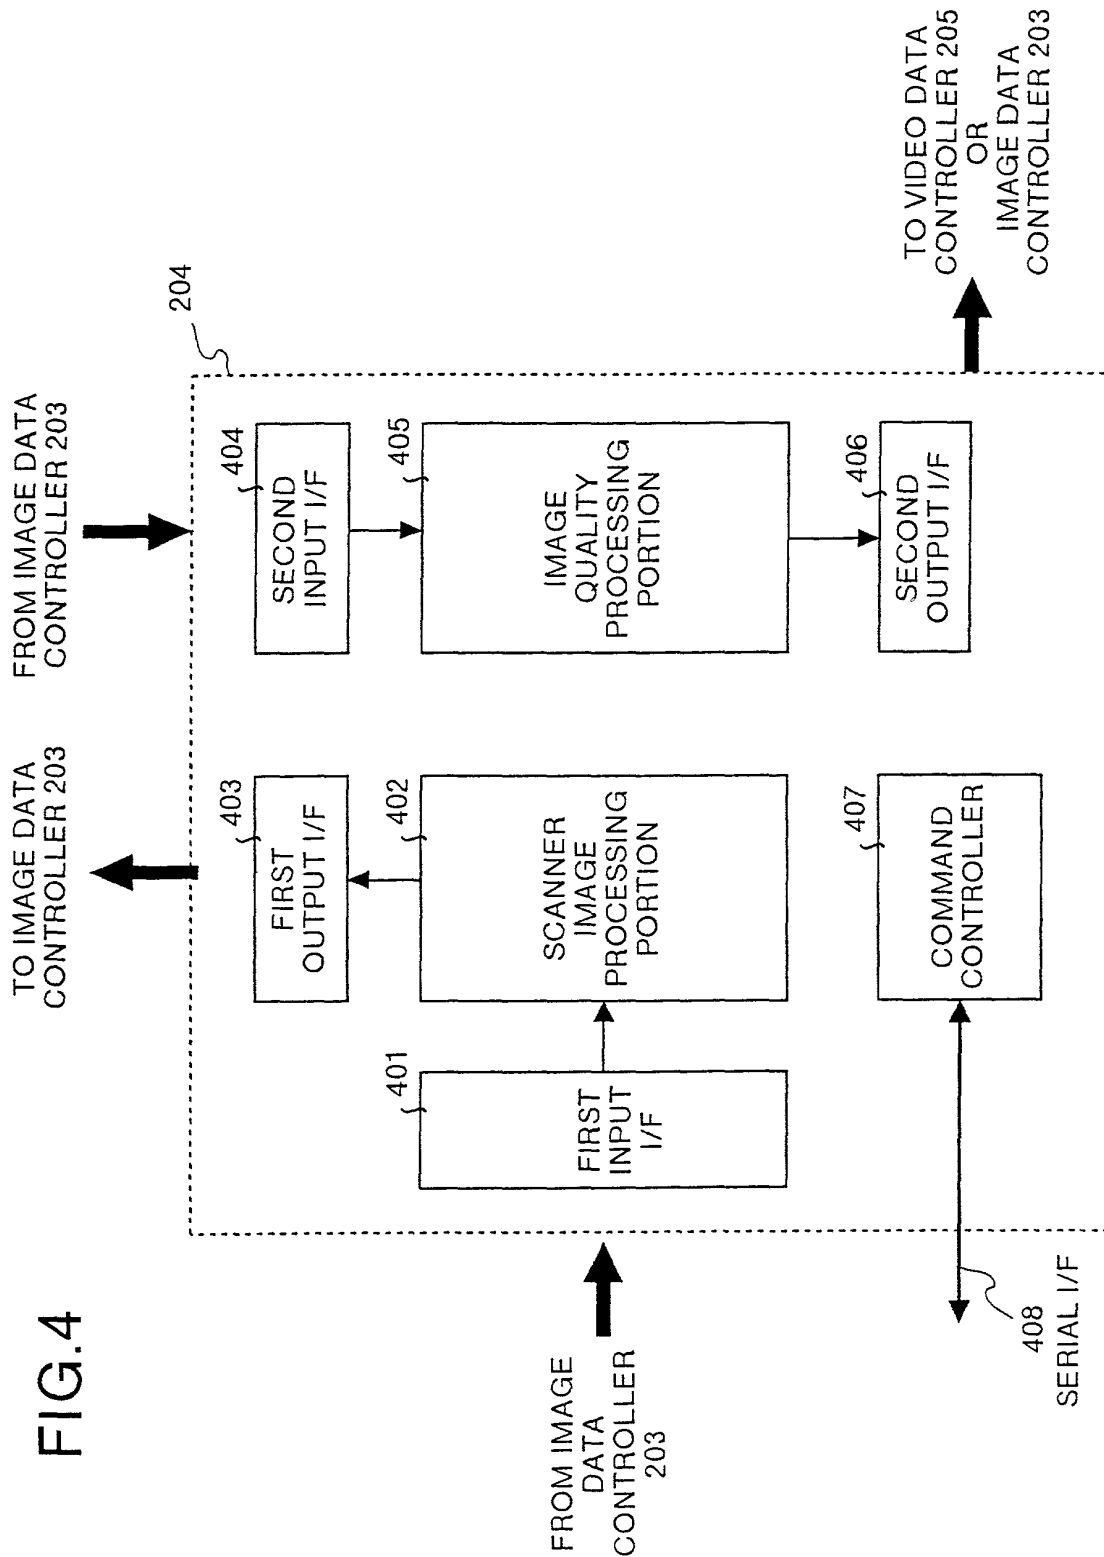 FIG.4
TO IMAGE DATA
CONTROLLER 203
FROM IMAGE DATA
CONTROLLER 203
204
403
FIRST
OUTPUT I/F
404
SECOND
INPUT I/F
FROM IMAGE
DATA
CONTROLLER
203
401
FIRST
INPUT
I/F
402
SCANNER
IMAGE
PROCESSING
PORTION
405
IMAGE
QUALITY
PROCESSING
PORTION
408
SERIAL I/F
407
COMMAND
CONTROLLER
406
SECOND
OUTPUT I/F
TO VIDEO DATA
CONTROLLER 205
OR
IMAGE DATA
CONTROLLER 203